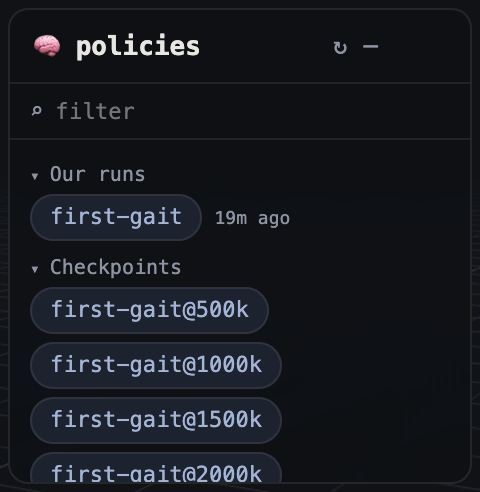 policies
filter
Our runs
first-gait 19m ago
Checkpoints
first-gait@500k
first-gait@1000k
first-gait@1500k
first-gait@2000k